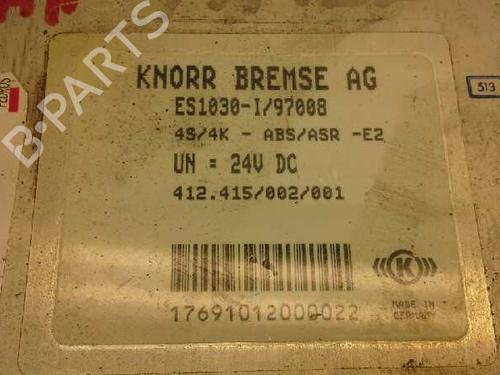 B-PARTS
KNORR BREMSE AG
ES1030-I/97008
513
4S/4K - ABS/ASR -E2
UN = 24V DC
412.415/002/001
K
MADE IN
GERMANY
17691012000022